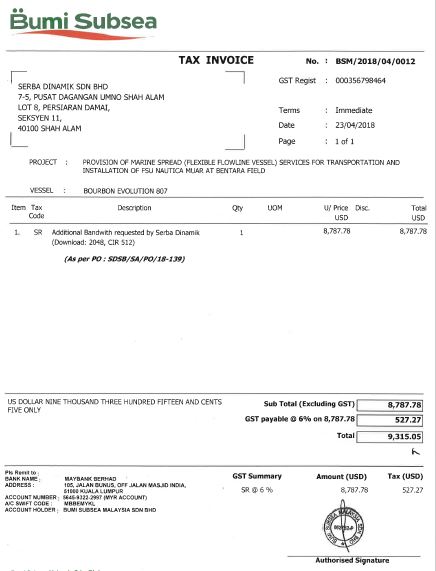 Bumi Subsea
TAX INVOICE
No. : BSM/2018/04/0012
GST Regist : 000356798464
SERBA DINAMIK SDN BHD
7-5, PUSAT DAGANGAN UMNO SHAH ALAM
LOT 8, PERSIARAN DAMAI,
SEKSYEN 11,
40100 SHAH ALAM
Terms : Immediate
Date : 23/04/2018
Page : 1 of 1
PROJECT : PROVISION OF MARINE SPREAD (FLEXIBLE FLOWLINE VESSEL) SERVICES FOR TRANSPORTATION AND
INSTALLATION OF FSU NAUTICA MUAR AT BENTARA FIELD
VESSEL : BOURBON EVOLUTION 807
Item Tax Code Description Qty UOM U/ Price USD Disc. Total USD
1. SR Additional Bandwith requested by Serba Dinamik 1 8,787.78 8,787.78
(Download: 2048, CIR 512)
(As per PO : SDSB/SA/PO/18-139)
US DOLLAR NINE THOUSAND THREE HUNDRED FIFTEEN AND CENTS
FIVE ONLY
Sub Total (Excluding GST) 8,787.78
GST payable @ 6% on 8,787.78 527.27
Total 9,315.05
Pls Remit to :
BANK NAME : MAYBANK BERHAD
ADDRESS : 105, JALAN BUNUS, OFF JALAN MASJID INDIA,
51000 KUALA LUMPUR
ACCOUNT NUMBER : 5648-9322-2997 (MYR ACCOUNT)
A/C SWIFT CODE : MBBEMYKL
ACCOUNT HOLDER : BUMI SUBSEA MALAYSIA SDN BHD
GST Summary Amount (USD) Tax (USD)
SR @ 6 % 8,787.78 527.27
Authorised Signature